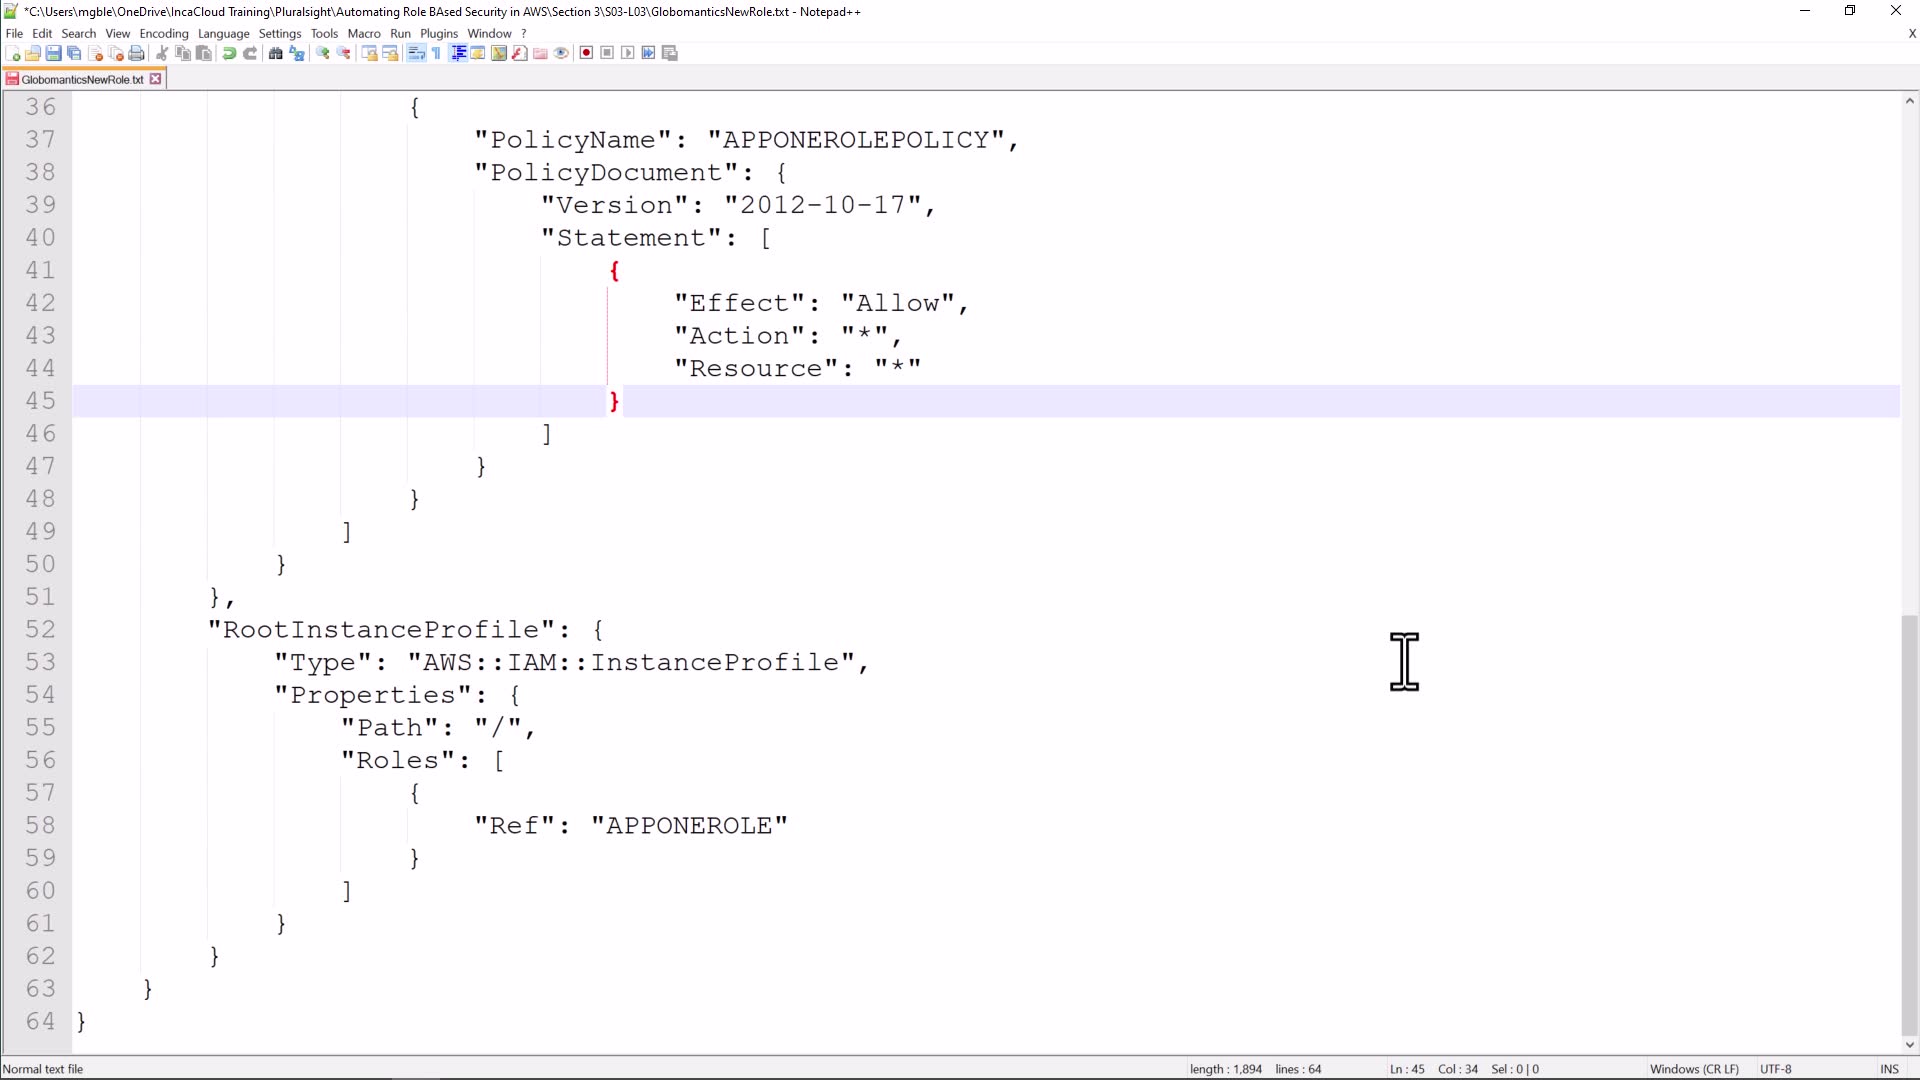 *C:\Users\mgble\OneDrive\IncaCloud Training\Pluralsight\Automating Role BAsed Security in AWS\Section 3\S03-L03\GlobomanticsNewRole.txt - Notepad++
File Edit Search View Encoding Language Settings Tools Macro Run Plugins Window ? X
GlobomanticsNewRole.txt
36 {
37 "PolicyName": "APPONEROLEPOLICY",
38 "PolicyDocument": {
39 "Version": "2012-10-17",
40 "Statement": [
41 {
42 "Effect": "Allow",
43 "Action": "*",
44 "Resource": "*"
45 }
46 ]
47 }
48 }
49 ]
50 }
51 },
52 "RootInstanceProfile": {
53 "Type": "AWS::IAM::InstanceProfile",
54 "Properties": {
55 "Path": "/",
56 "Roles": [
57 {
58 "Ref": "APPONEROLE"
59 }
60 ]
61 }
62 }
63 }
64 }
Normal text file length : 1,894 lines : 64 Ln : 45 Col : 34 Sel : 0 | 0 Windows (CR LF) UTF-8 INS